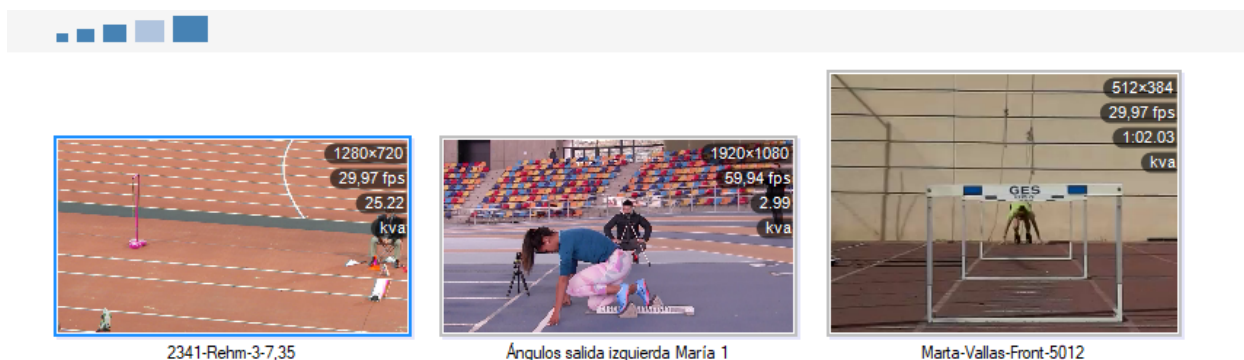 1280×720
29,97 fps
25.22
kva
2341-Rehm-3-7,35
1920×1080
59,94 fps
2.99
kva
Ángulos salida izquierda María 1
512×384
29,97 fps
1:02.03
kva
GES
Marta-Vallas-Front-5012